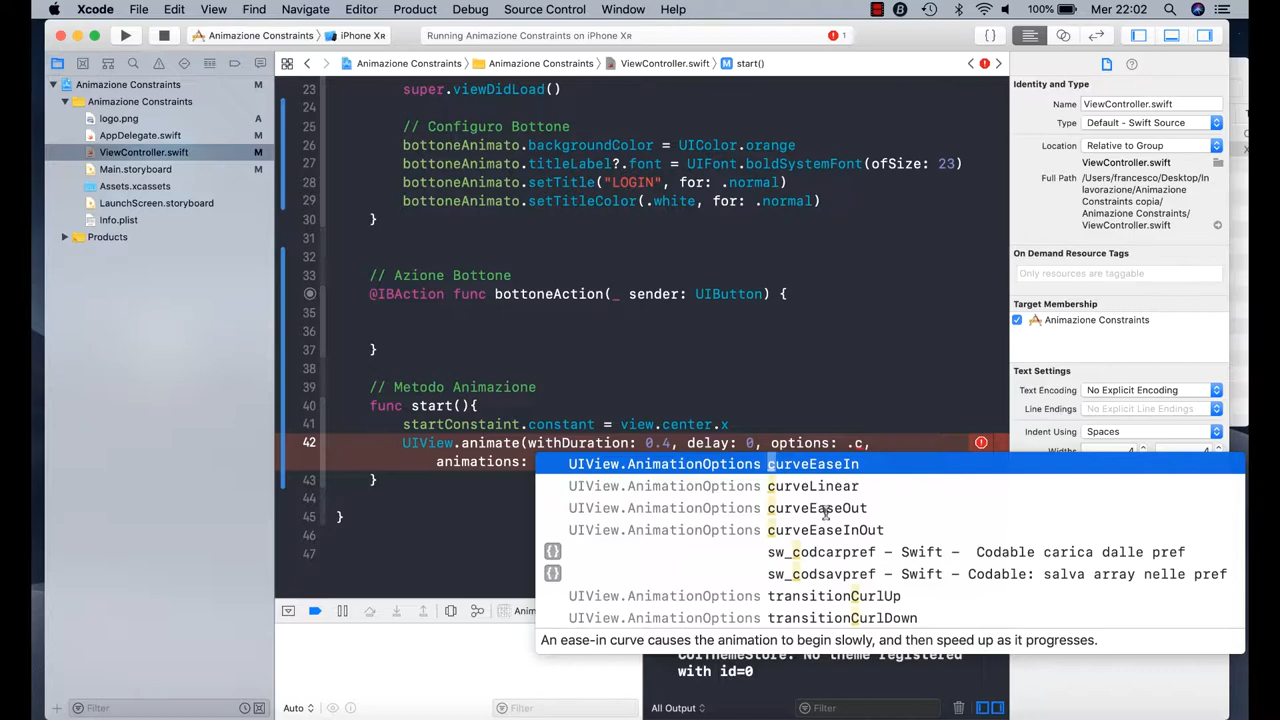 Xcode File Edit View Find Navigate Editor Product Debug Source Control Window Help 100% Mer 22:02
Animazione Constraints iPhone Xʀ Running Animazione Constraints on iPhone Xʀ 1 { }
Animazione Constraints Animazione Constraints ViewController.swift M start()
Animazione Constraints M
Animazione Constraints
logo.png A
AppDelegate.swift M
ViewController.swift M
Main.storyboard M
Assets.xcassets
LaunchScreen.storyboard
Info.plist
Products
23 super.viewDidLoad()
24
25 // Configuro Bottone
26 bottoneAnimato.backgroundColor = UIColor.orange
27 bottoneAnimato.titleLabel?.font = UIFont.boldSystemFont(ofSize: 23)
28 bottoneAnimato.setTitle("LOGIN", for: .normal)
29 bottoneAnimato.setTitleColor(.white, for: .normal)
30 }
31
32
33 // Azione Bottone
@IBAction func bottoneAction(_ sender: UIButton) {
35
36
37 }
38
39 // Metodo Animazione
40 func start(){
41 startConstaint.constant = view.center.x
42 UIView.animate(withDuration: 0.4, delay: 0, options: .c,
animations:
43 }
44
45 }
46
47
UIView.AnimationOptions curveEaseIn
UIView.AnimationOptions curveLinear
UIView.AnimationOptions curveEaseOut
UIView.AnimationOptions curveEaseInOut
{} sw_codcarpref – Swift – Codable carica dalle pref
{} sw_codsavpref – Swift – Codable: salva array nelle pref
UIView.AnimationOptions transitionCurlUp
UIView.AnimationOptions transitionCurlDown
An ease-in curve causes the animation to begin slowly, and then speed up as it progresses.
Identity and Type
Name ViewController.swift
Type Default - Swift Source
Location Relative to Group
ViewController.swift
Full Path /Users/francesco/Desktop/In
lavorazione/Animazione
Constraints copia/
Animazione Constraints/
ViewController.swift
On Demand Resource Tags
Only resources are taggable
Target Membership
Animazione Constraints
Text Settings
Text Encoding No Explicit Encoding
Line Endings No Explicit Line Endings
Indent Using Spaces
Widths 4 4
Anim
registered
with id=0
Filter Auto Filter All Output Filter